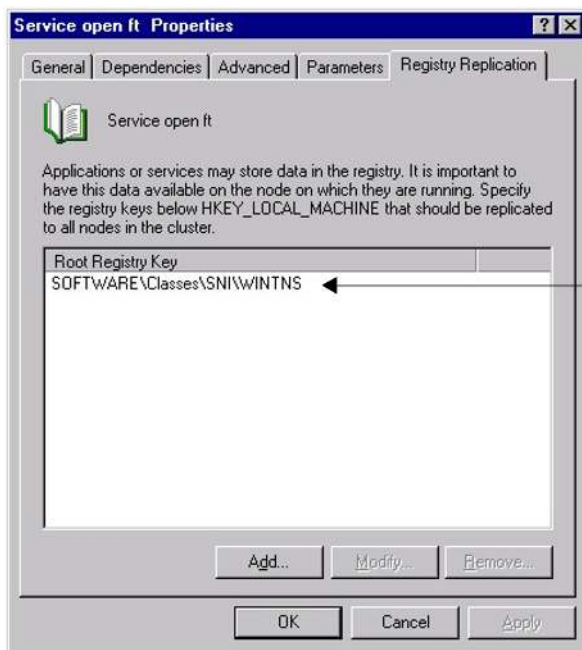 Service open ft Properties
General Dependencies Advanced Parameters Registry Replication
Service open ft
Applications or services may store data in the registry. It is important to
have this data available on the node on which they are running. Specify
the registry keys below HKEY_LOCAL_MACHINE that should be replicated
to all nodes in the cluster.
Root Registry Key
SOFTWARE\Classes\SNI\WINTNS
Add... Modify... Remove...
OK Cancel Apply